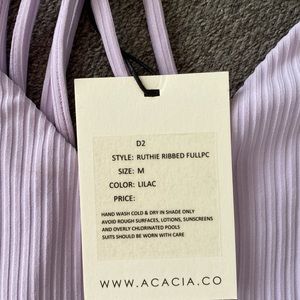 D2
STYLE: RUTHIE RIBBED FULLPC
SIZE: M
COLOR: LILAC
PRICE:
HAND WASH COLD & DRY IN SHADE ONLY
AVOID ROUGH SURFACES, LOTIONS, SUNSCREENS
AND OVERLY CHLORINATED POOLS
SUITS SHOULD BE WORN WITH CARE
WWW.ACACIA.CO